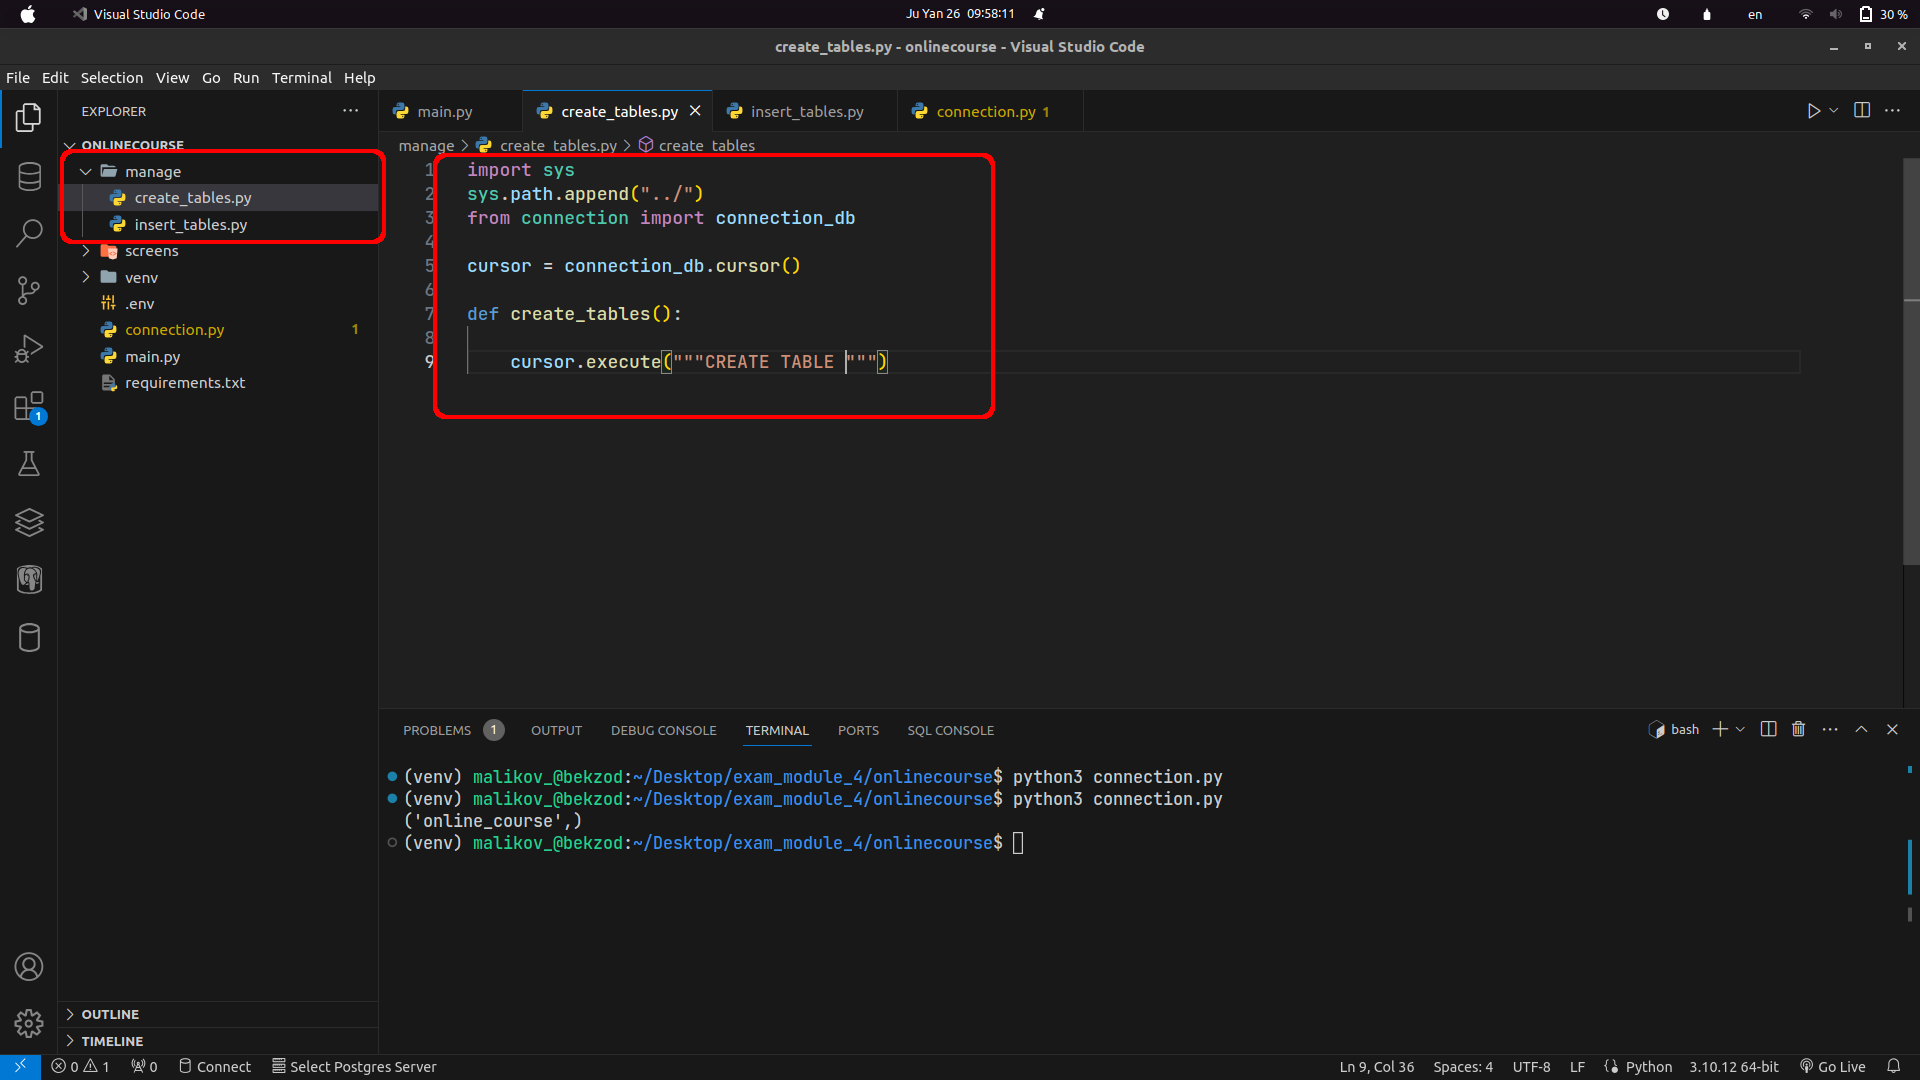 Visual Studio Code
Ju Yan 26 09:58:11
en
30 %
create_tables.py - onlinecourse - Visual Studio Code
File Edit Selection View Go Run Terminal Help
EXPLORER
ONLINECOURSE
manage
create_tables.py
insert_tables.py
screens
venv
.env
connection.py 1
main.py
requirements.txt
OUTLINE
TIMELINE
1
main.py
create_tables.py
insert_tables.py
connection.py 1
manage > create_tables.py > create_tables
1 import sys
2 sys.path.append("../")
3 from connection import connection_db
4
5 cursor = connection_db.cursor()
6
7 def create_tables():
8
9 cursor.execute("""CREATE TABLE """)
PROBLEMS 1 OUTPUT DEBUG CONSOLE TERMINAL PORTS SQL CONSOLE
bash
(venv) malikov_@bekzod:~/Desktop/exam_module_4/onlinecourse$ python3 connection.py
(venv) malikov_@bekzod:~/Desktop/exam_module_4/onlinecourse$ python3 connection.py
('online_course',)
(venv) malikov_@bekzod:~/Desktop/exam_module_4/onlinecourse$
0 1 0 Connect Select Postgres Server
Ln 9, Col 36 Spaces: 4 UTF-8 LF Python 3.10.12 64-bit Go Live